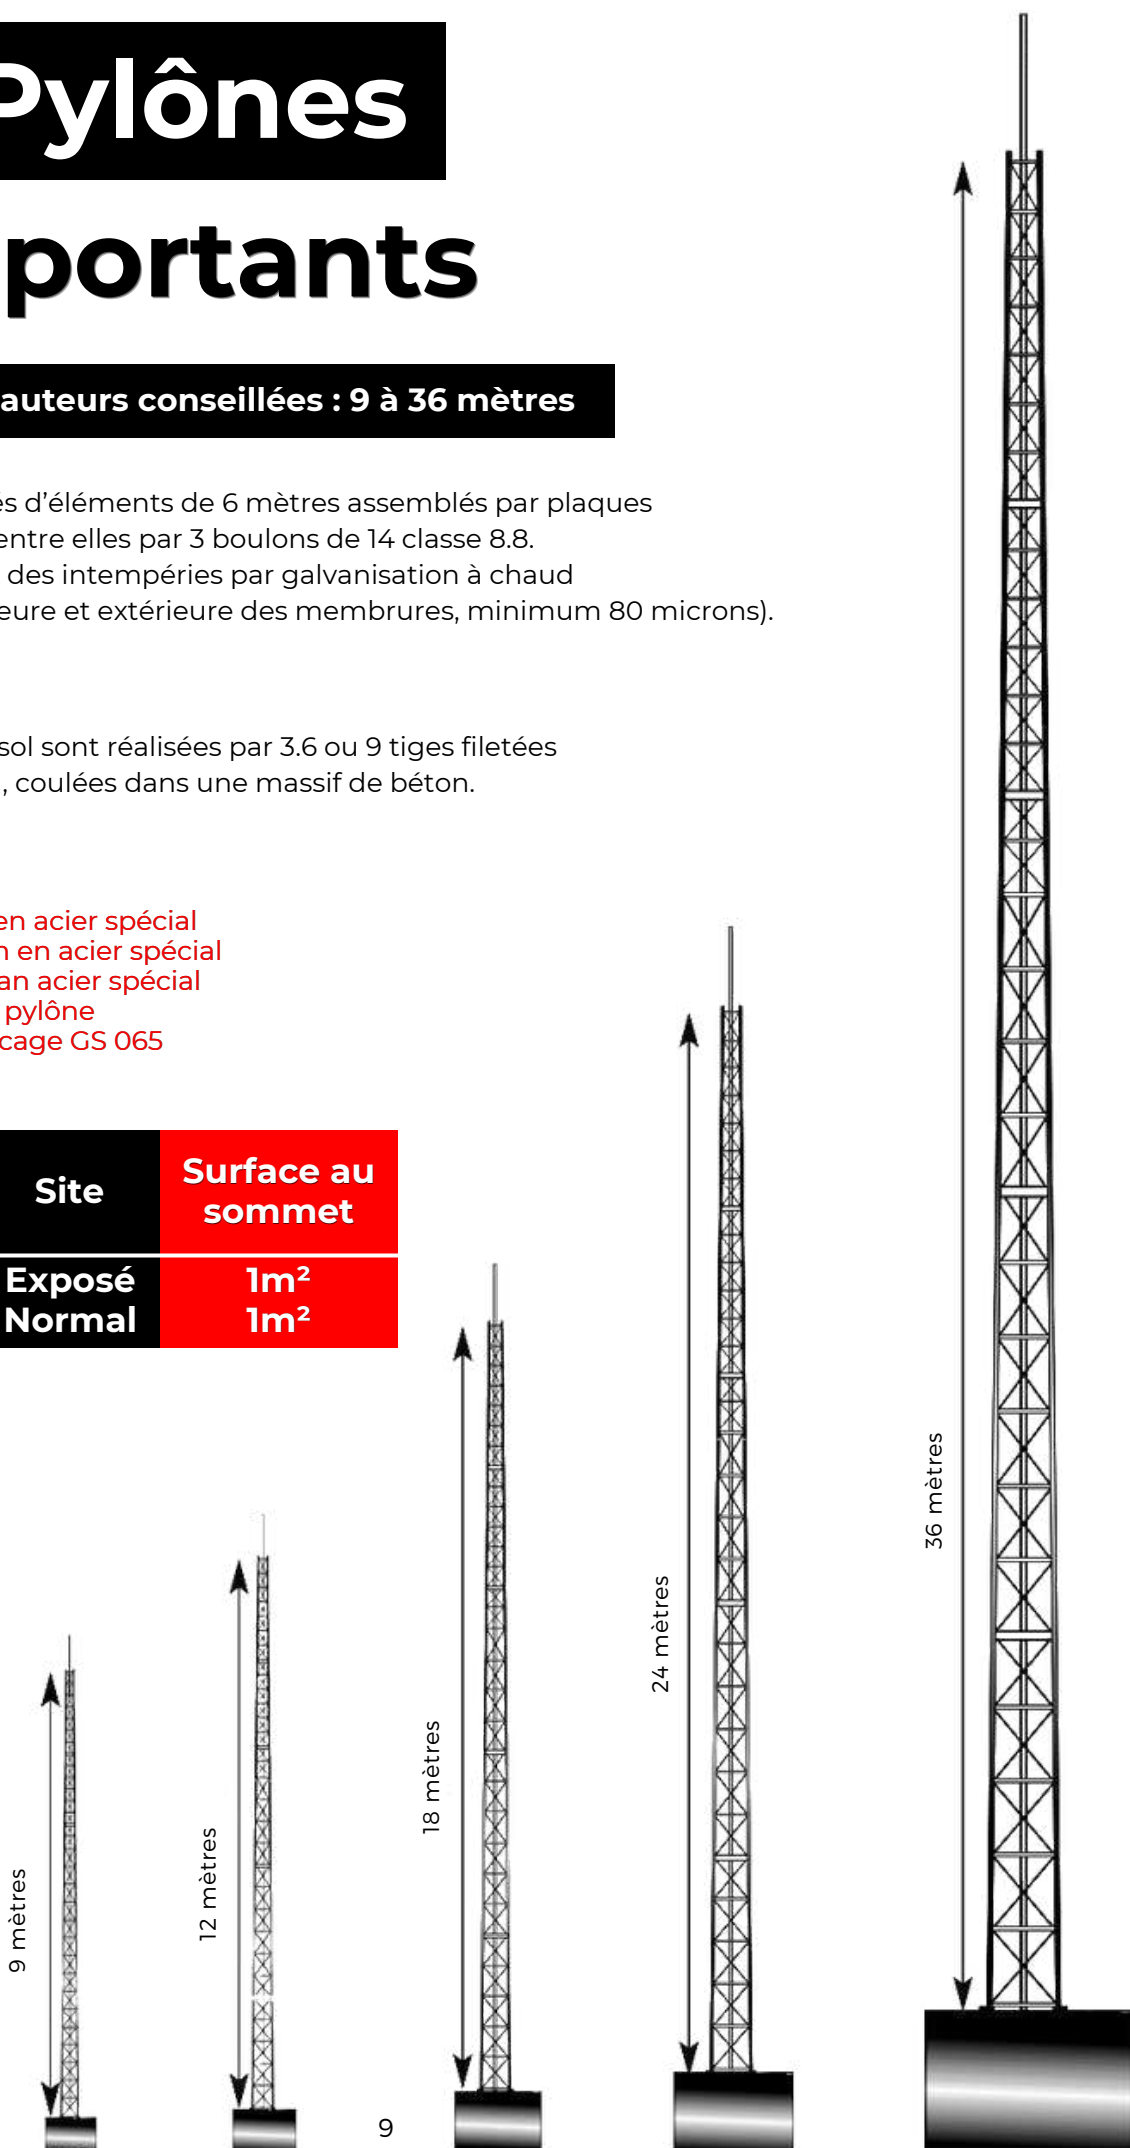 Pylônes
portants
auteurs conseillées : 9 à 36 mètres
es d’éléments de 6 mètres assemblés par plaques
entre elles par 3 boulons de 14 classe 8.8.
des intempéries par galvanisation à chaud
eure et extérieure des membrures, minimum 80 microns).
sol sont réalisées par 3.6 ou 9 tiges filetées
, coulées dans une massif de béton.
en acier spécial
n en acier spécial
an acier spécial
pylône
cage GS 065
Site
Surface au
sommet
Exposé 1m²
Normal 1m²
9 mètres
12 mètres
18 mètres
24 mètres
36 mètres
9